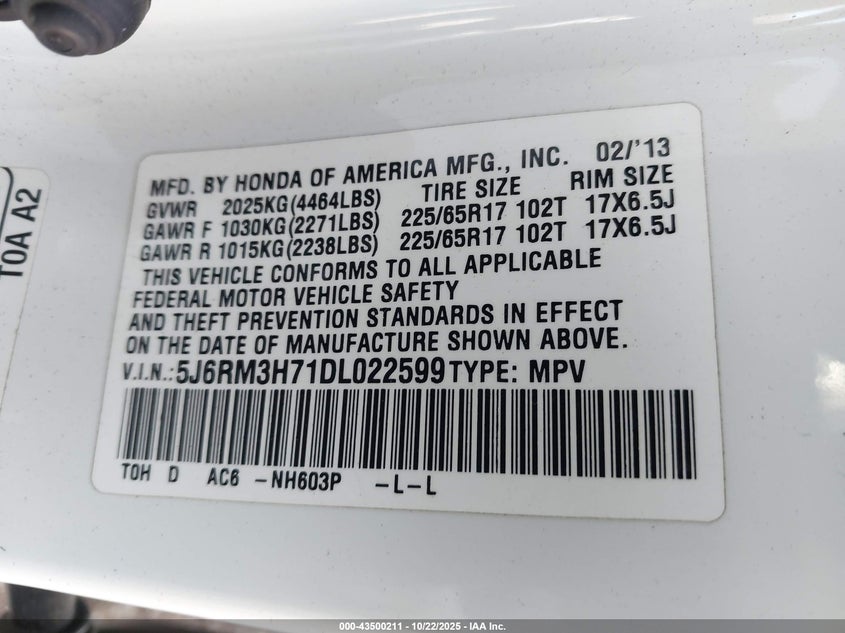 MFD. BY HONDA OF AMERICA MFG., INC. 02/'13
GVWR 2025KG(4464LBS) TIRE SIZE RIM SIZE
GAWR F 1030KG(2271LBS) 225/65R17 102T 17X6.5J
GAWR R 1015KG(2238LBS) 225/65R17 102T 17X6.5J
THIS VEHICLE CONFORMS TO ALL APPLICABLE
FEDERAL MOTOR VEHICLE SAFETY
AND THEFT PREVENTION STANDARDS IN EFFECT
ON THE DATE OF MANUFACTURE SHOWN ABOVE.
V.I.N.:5J6RM3H71DL022599 TYPE: MPV
TOH D AC6 -NH603P -L-L
T0A A2
000-43500211 - 10/22/2025 - IAA Inc.